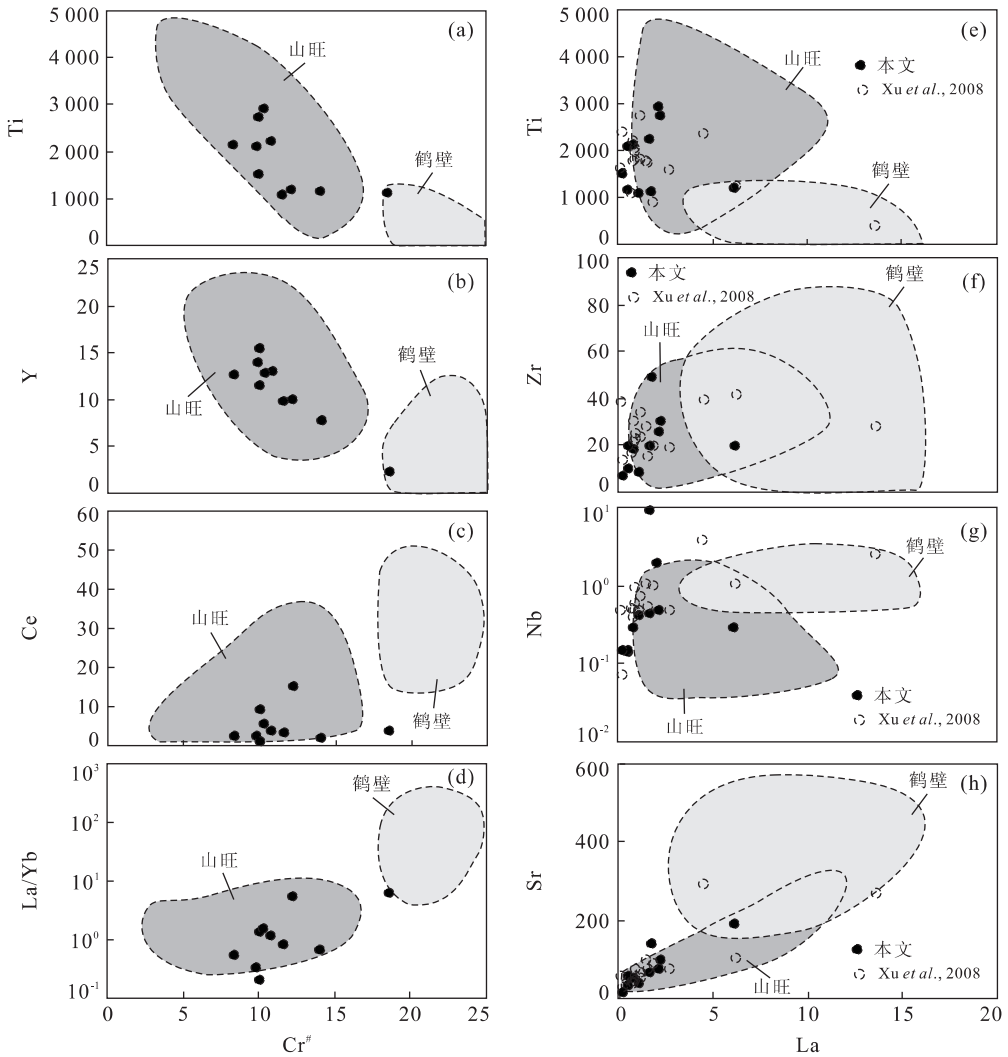 5 000
4 000
3 000
2 000
1 000
0
Ti
(a)
山旺
鹤壁
25
20
15
10
5
0
Y
(b)
山旺
鹤壁
60
50
40
30
20
10
0
Ce
(c)
山旺
鹤壁
10³
10²
10¹
10⁰
10⁻¹
La/Yb
(d)
山旺
鹤壁
0 5 10 15 20 25
Cr#
5 000
4 000
3 000
2 000
1 000
0
Ti
(e)
山旺
本文
Xu et al., 2008
鹤壁
100
80
60
40
20
0
Zr
(f)
本文
Xu et al., 2008
山旺
鹤壁
10¹
10⁰
10⁻¹
10⁻²
Nb
(g)
鹤壁
山旺
本文
Xu et al., 2008
600
400
200
0
Sr
(h)
鹤壁
山旺
本文
Xu et al., 2008
0 5 10 15 20
La